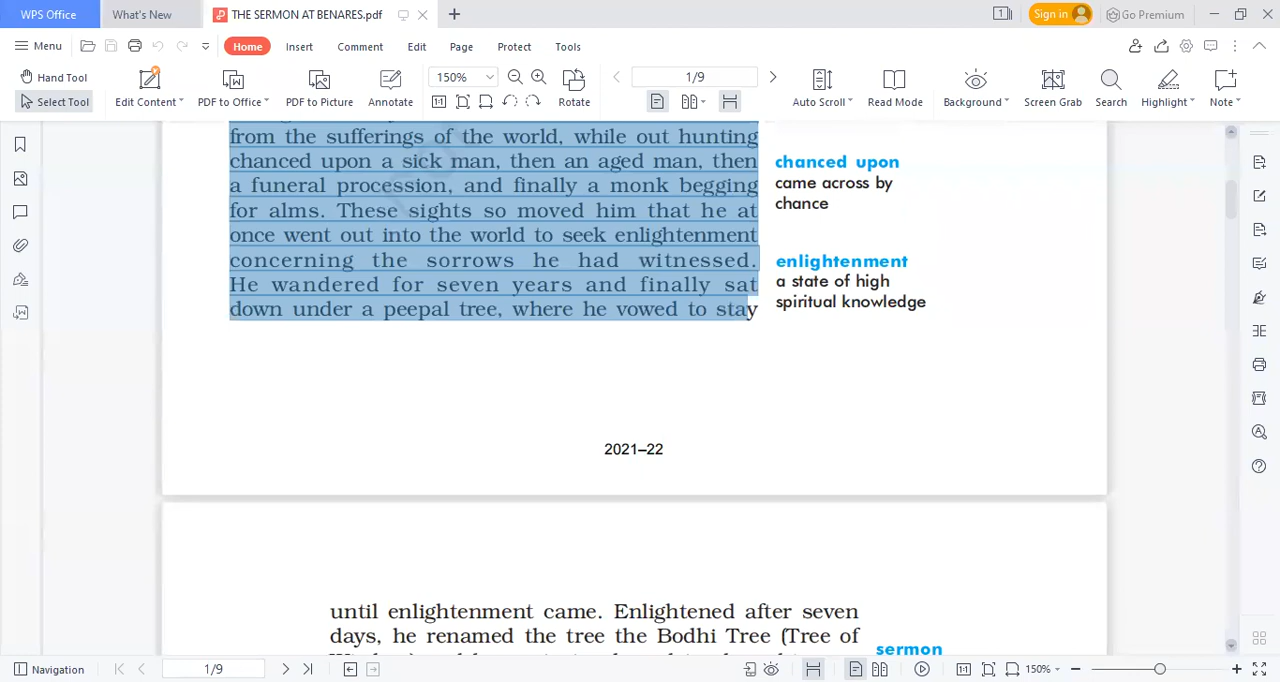 WPS Office What's New THE SERMON AT BENARES.pdf 1 Sign in Go Premium
Menu Home Insert Comment Edit Page Protect Tools
Hand Tool 150% 1/9
Select Tool Edit Content PDF to Office PDF to Picture Annotate Rotate Auto Scroll Read Mode Background Screen Grab Search Highlight Note
from the sufferings of the world, while out hunting
chanced upon a sick man, then an aged man, then
a funeral procession, and finally a monk begging
for alms. These sights so moved him that he at
once went out into the world to seek enlightenment
concerning the sorrows he had witnessed.
He wandered for seven years and finally sat
down under a peepal tree, where he vowed to stay
chanced upon
came across by
chance
enlightenment
a state of high
spiritual knowledge
2021–22
until enlightenment came. Enlightened after seven
days, he renamed the tree the Bodhi Tree (Tree of
sermon
Navigation 1/9 150%